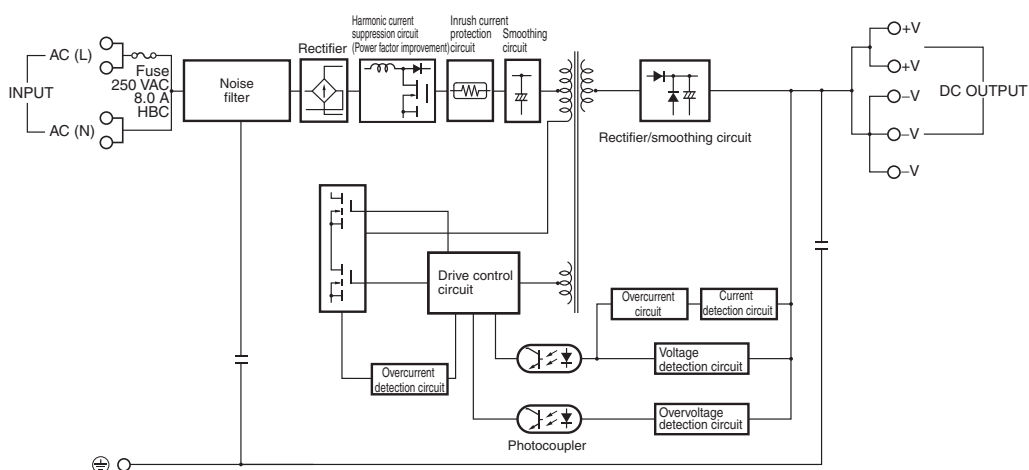 INPUT
AC (L)
AC (N)
Fuse
250 VAC
8.0 A
HBC
Noise
filter
Rectifier
Harmonic current
suppression circuit
(Power factor improvement)
Inrush current
protection
circuit
Smoothing
circuit
Rectifier/smoothing circuit
+V
+V
−V
−V
−V
DC OUTPUT
Drive control
circuit
Overcurrent
detection circuit
Overcurrent
circuit
Current
detection circuit
Voltage
detection circuit
Overvoltage
detection circuit
Photocoupler